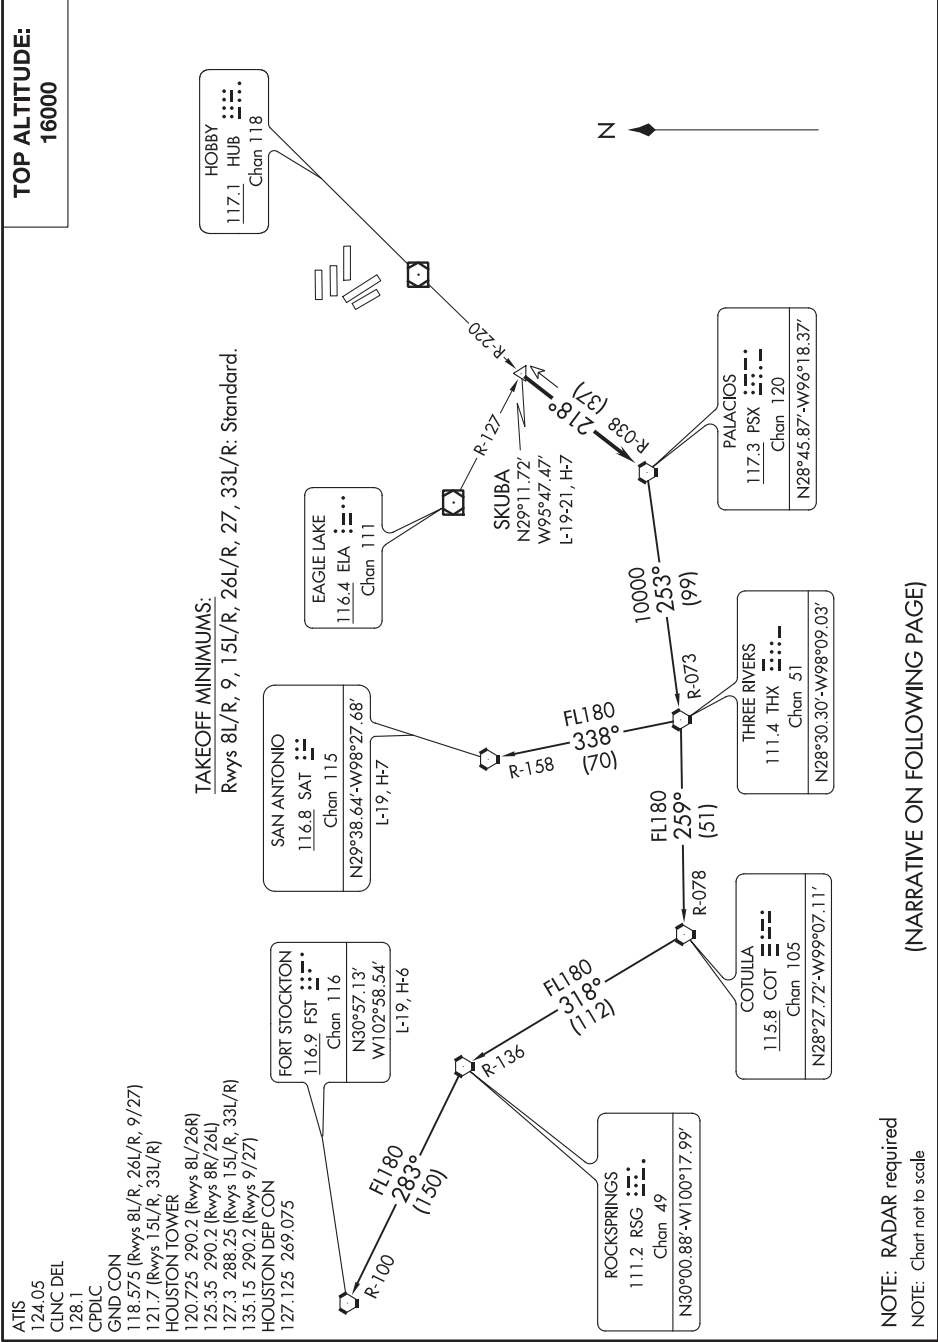 TOP ALTITUDE:
16000
ATIS
124.05
CLNC DEL
128.1
CPDLC
GND CON
118.575 (Rwys 8L/R, 26L/R, 9/27)
121.7 (Rwys 15L/R, 33L/R)
HOUSTON TOWER
120.725 290.2 (Rwys 8L/26R)
125.35 290.2 (Rwys 8R/26L)
127.3 288.25 (Rwys 15L/R, 33L/R)
135.15 290.2 (Rwys 9/27)
HOUSTON DEP CON
127.125 269.075
TAKEOFF MINIMUMS:
Rwys 8L/R, 9, 15L/R, 26L/R, 27, 33L/R: Standard.
HOBBY
117.1 HUB
Chan 118
N
R-220
EAGLE LAKE
116.4 ELA
Chan 111
R-127
SKUBA
N29°11.72'
W95°47.47'
L-19-21, H-7
218°
(37)
R-038
PALACIOS
117.3 PSX
Chan 120
N28°45.87'-W96°18.37'
10000
253°
(99)
R-073
THREE RIVERS
111.4 THX
Chan 51
N28°30.30'-W98°09.03'
FL180
338°
(70)
R-158
SAN ANTONIO
116.8 SAT
Chan 115
N29°38.64'-W98°27.68'
L-19, H-7
FL180
259°
(51)
R-078
COTULLA
115.8 COT
Chan 105
N28°27.72'-W99°07.11'
FL180
318°
(112)
R-136
ROCKSPRINGS
111.2 RSG
Chan 49
N30°00.88'-W100°17.99'
FL180
283°
(150)
R-100
FORT STOCKTON
116.9 FST
Chan 116
N30°57.13'
W102°58.54'
L-19, H-6
NOTE: RADAR required
NOTE: Chart not to scale
(NARRATIVE ON FOLLOWING PAGE)